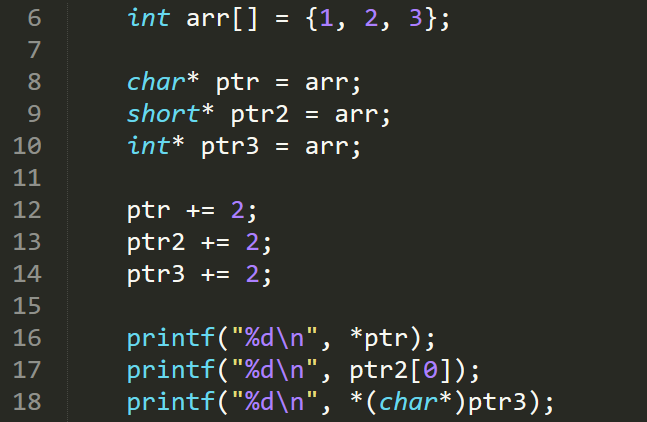 6 int arr[] = {1, 2, 3};
7
8 char* ptr = arr;
9 short* ptr2 = arr;
10 int* ptr3 = arr;
11
12 ptr += 2;
13 ptr2 += 2;
14 ptr3 += 2;
15
16 printf("%d\n", *ptr);
17 printf("%d\n", ptr2[0]);
18 printf("%d\n", *(char*)ptr3);